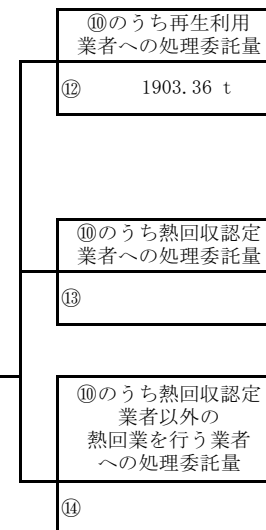 ⑩のうち再生利用
業者への処理委託量
⑫ 1903.36 t
⑩のうち熱回収認定
業者への処理委託量
⑬
⑩のうち熱回収認定
業者以外の
熱回業を行う業者
への処理委託量
⑭